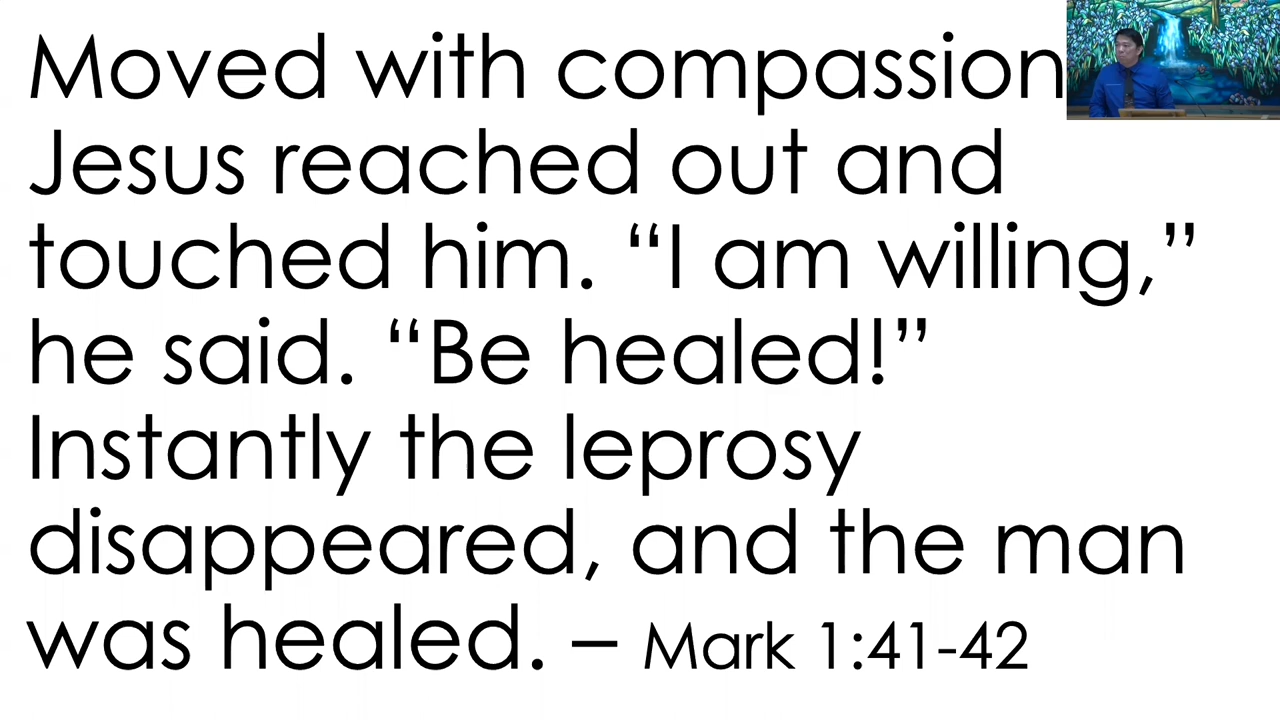 Moved with compassion
Jesus reached out and
touched him. “I am willing,”
he said. “Be healed!”
Instantly the leprosy
disappeared, and the man
was healed. – Mark 1:41-42